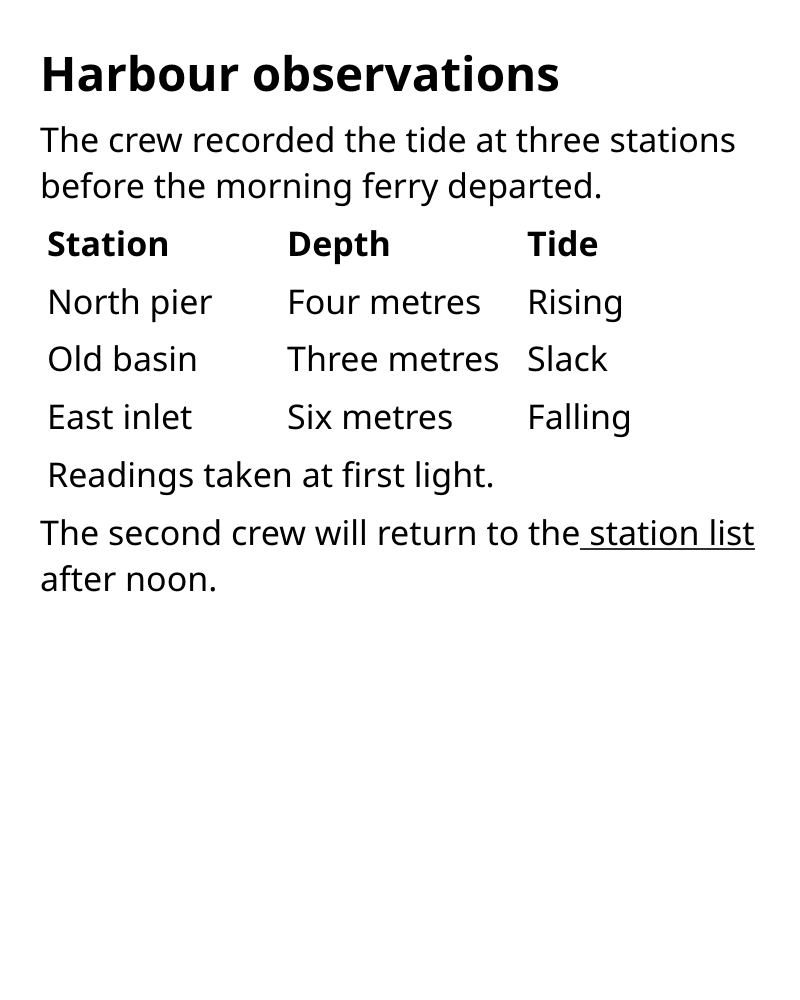 Harbour observations
The crew recorded the tide at three stations
before the morning ferry departed.
Station Depth Tide
North pier Four metres Rising
Old basin Three metres Slack
East inlet Six metres Falling
Readings taken at first light.
The second crew will return to the station list
after noon.